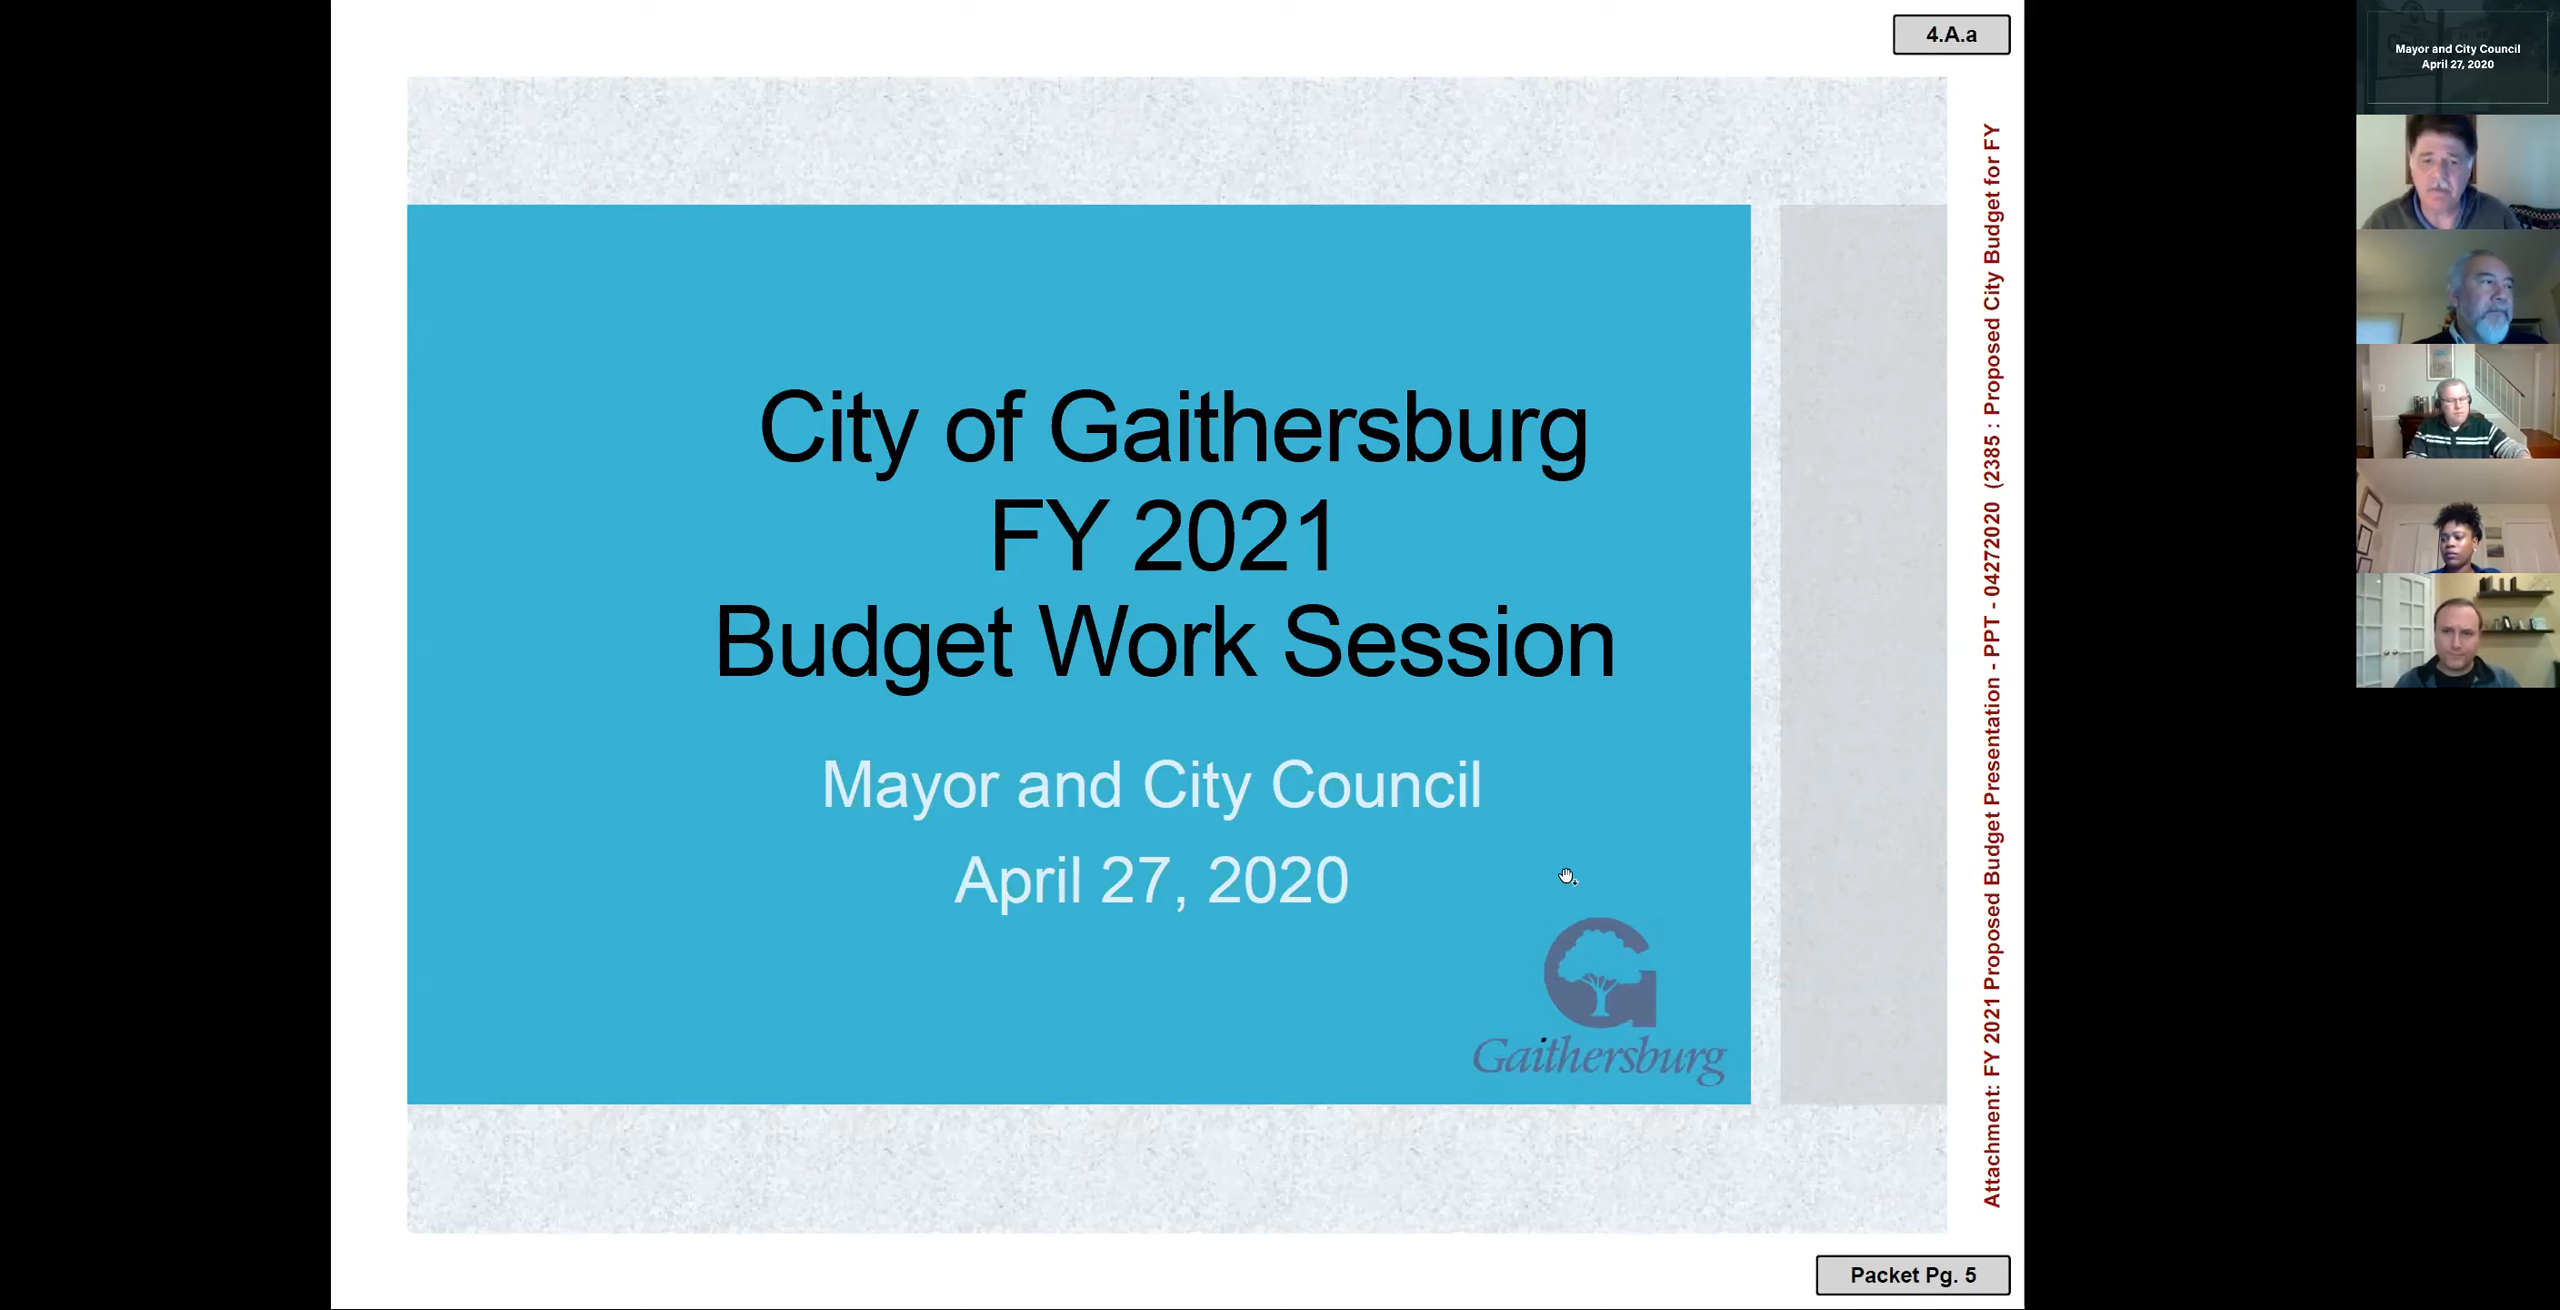 4.A.a
City of Gaithersburg
FY 2021
Budget Work Session
Mayor and City Council
April 27, 2020
Gaithersburg
Attachment: FY 2021 Proposed Budget Presentation - PPT - 04272020 (2385 : Proposed City Budget for FY
Packet Pg. 5
Mayor and City Council
April 27, 2020